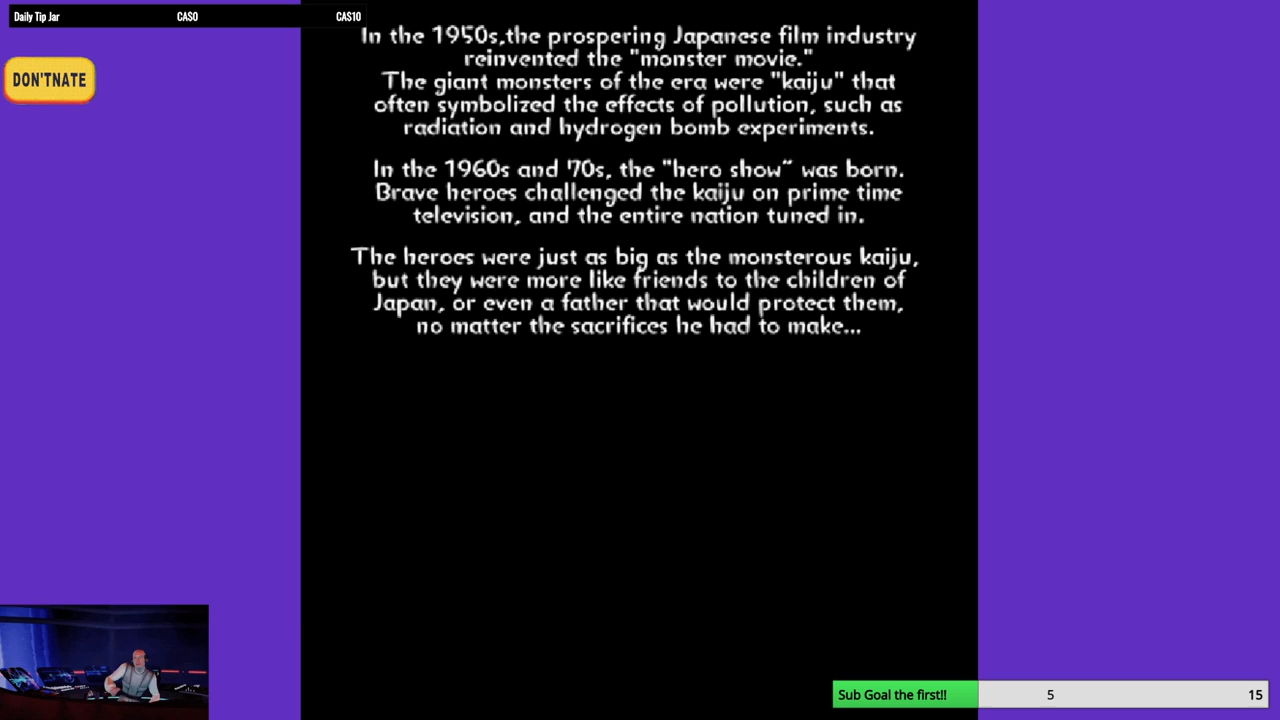 Daily Tip Jar CA$0 CA$10
DON'TNATE
In the 1950s,the prospering Japanese film industry
reinvented the "monster movie."
The giant monsters of the era were "kaiju" that
often symbolized the effects of pollution, such as
radiation and hydrogen bomb experiments.
In the 1960s and '70s, the "hero show" was born.
Brave heroes challenged the kaiju on prime time
television, and the entire nation tuned in.
The heroes were just as big as the monsterous kaiju,
but they were more like friends to the children of
Japan, or even a father that would protect them,
no matter the sacrifices he had to make...
Sub Goal the first!! 5 15